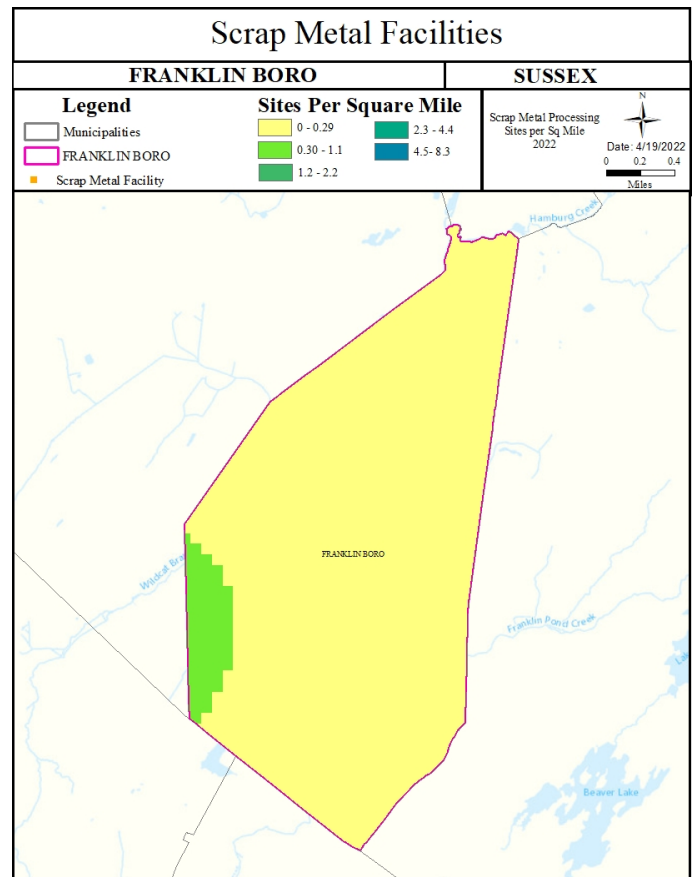 Scrap Metal Facilities
FRANKLIN BORO
SUSSEX
Legend
Municipalities
FRANKLIN BORO
Scrap Metal Facility
Sites Per Square Mile
0 - 0.29
0.30 - 1.1
1.2 - 2.2
2.3 - 4.4
4.5- 8.3
Scrap Metal Processing
Sites per Sq Mile
2022
N
Date: 4/19/2022
0 0.2 0.4
Miles
Hamburg Creek
FRANKLIN BORO
Wildcat Bra
Franklin Pond Creek
Lak
Beaver Lake